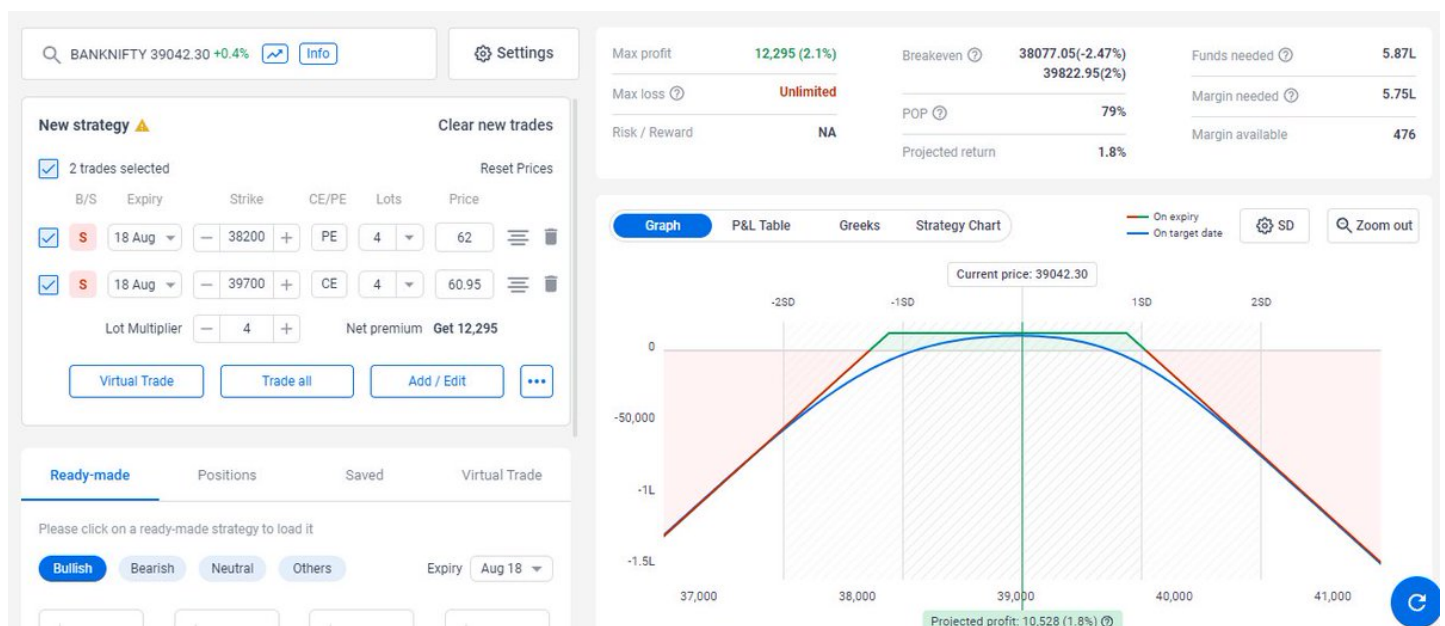 BANKNIFTY 39042.30 +0.4% Info
Settings
New strategy
Clear new trades
2 trades selected
Reset Prices
B/S Expiry Strike CE/PE Lots Price
S 18 Aug − 38200 + PE 4 62
S 18 Aug − 39700 + CE 4 60.95
Lot Multiplier − 4 + Net premium Get 12,295
Virtual Trade Trade all Add / Edit
Ready-made Positions Saved Virtual Trade
Please click on a ready-made strategy to load it
Bullish Bearish Neutral Others Expiry Aug 18
Max profit 12,295 (2.1%)
Max loss Unlimited
Risk / Reward NA
Breakeven 38077.05(-2.47%)
39822.95(2%)
POP 79%
Projected return 1.8%
Funds needed 5.87L
Margin needed 5.75L
Margin available 476
Graph P&L Table Greeks Strategy Chart
On expiry
On target date
SD
Zoom out
Current price: 39042.30
-2SD -1SD 1SD 2SD
0
-50,000
-1L
-1.5L
37,000 38,000 39,000 40,000 41,000
Projected profit: 10,528 (1.8%)